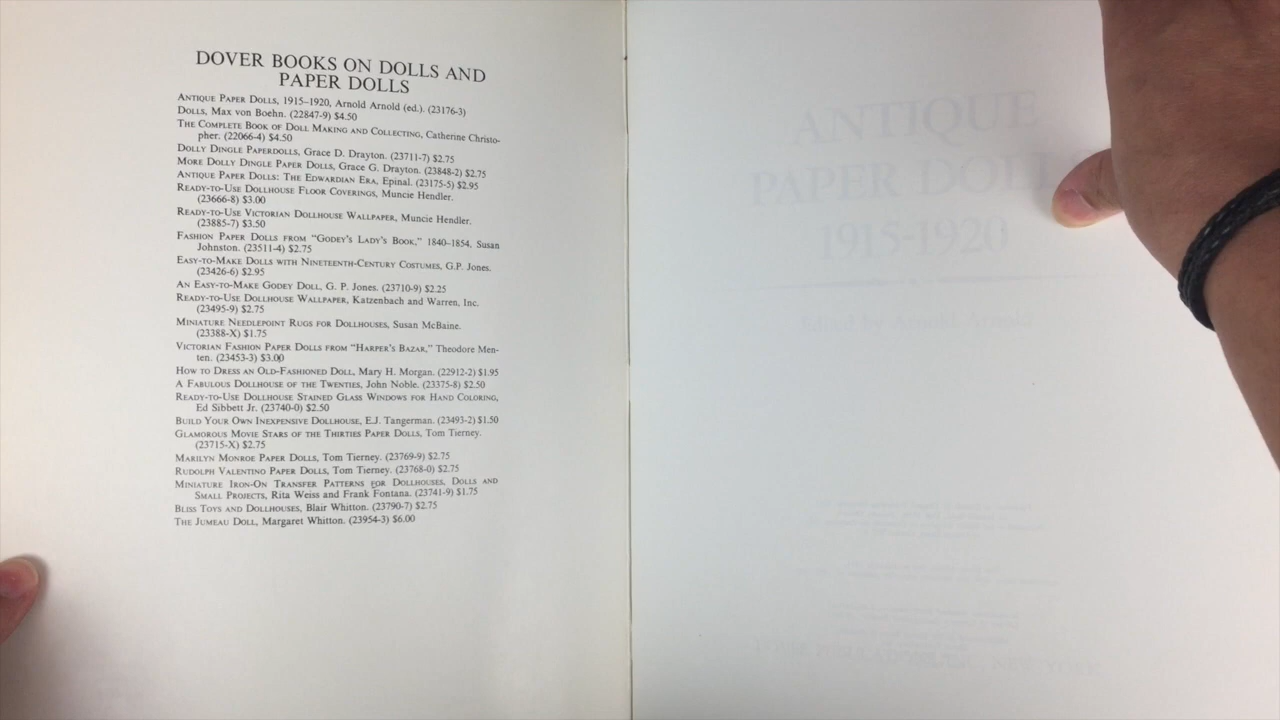 DOVER BOOKS ON DOLLS AND
PAPER DOLLS
ANTIQUE PAPER DOLLS, 1915–1920, Arnold Arnold (ed.). (23176-3)
DOLLS, Max von Boehn. (22847-9) $4.50
THE COMPLETE BOOK OF DOLL MAKING AND COLLECTING, Catherine Christo-
pher. (22066-4) $4.50
DOLLY DINGLE PAPERDOLLS, Grace D. Drayton. (23711-7) $2.75
MORE DOLLY DINGLE PAPER DOLLS, Grace G. Drayton. (23848-2) $2.75
ANTIQUE PAPER DOLLS: THE EDWARDIAN ERA, Epinal. (23175-5) $2.95
READY-TO-USE DOLLHOUSE FLOOR COVERINGS, Muncie Hendler.
(23666-8) $3.00
READY-TO-USE VICTORIAN DOLLHOUSE WALLPAPER, Muncie Hendler.
(23885-7) $3.50
FASHION PAPER DOLLS FROM "GODEY'S LADY'S BOOK," 1840–1854, Susan
Johnston. (23511-4) $2.75
EASY-TO-MAKE DOLLS WITH NINETEENTH-CENTURY COSTUMES, G.P. Jones.
(23426-6) $2.95
AN EASY-TO-MAKE GODEY DOLL, G. P. Jones. (23710-9) $2.25
READY-TO-USE DOLLHOUSE WALLPAPER, Katzenbach and Warren, Inc.
(23495-9) $2.75
MINIATURE NEEDLEPOINT RUGS FOR DOLLHOUSES, Susan McBaine.
(23388-X) $1.75
VICTORIAN FASHION PAPER DOLLS FROM "HARPER'S BAZAR," Theodore Men-
ten. (23453-3) $3.00
HOW TO DRESS AN OLD-FASHIONED DOLL, Mary H. Morgan. (22912-2) $1.95
A FABULOUS DOLLHOUSE OF THE TWENTIES, John Noble. (23375-8) $2.50
READY-TO-USE DOLLHOUSE STAINED GLASS WINDOWS FOR HAND COLORING,
Ed Sibbett Jr. (23740-0) $2.50
BUILD YOUR OWN INEXPENSIVE DOLLHOUSE, E.J. Tangerman. (23493-2) $1.50
GLAMOROUS MOVIE STARS OF THE THIRTIES PAPER DOLLS, Tom Tierney.
(23715-X) $2.75
MARILYN MONROE PAPER DOLLS, Tom Tierney. (23769-9) $2.75
RUDOLPH VALENTINO PAPER DOLLS, Tom Tierney. (23768-0) $2.75
MINIATURE IRON-ON TRANSFER PATTERNS FOR DOLLHOUSES, DOLLS AND
SMALL PROJECTS, Rita Weiss and Frank Fontana. (23741-9) $1.75
BLISS TOYS AND DOLLHOUSES, Blair Whitton. (23790-7) $2.75
THE JUMEAU DOLL, Margaret Whitton. (23954-3) $6.00
ANTIQUE
PAPER DOLLS
1915-1920
Edited by Arnold Arnold